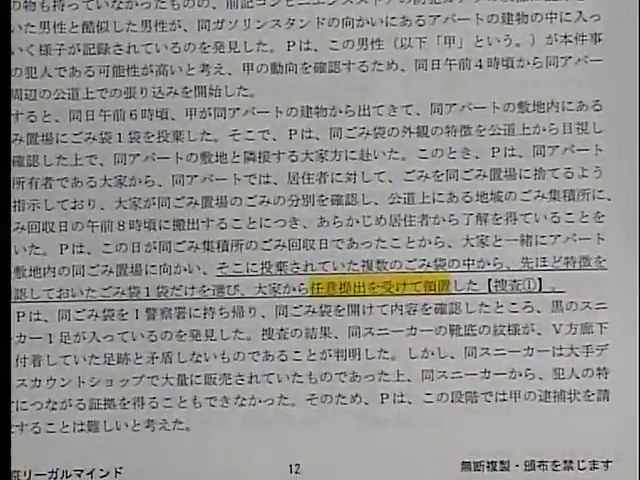 の物も持っていなかったものの、前記コンビニエンスストアの防犯カメラ
いた男性と酷似した男性が、同ガソリンスタンドの向かいにあるアパートの建物の中に入っ
いく様子が記録されているのを発見した。Pは、この男性(以下「甲」という。)が本件事
の犯人である可能性が高いと考え、甲の動向を確認するため、同日午前4時頃から同アパー
周辺の公道上での張り込みを開始した。
すると、同日午前6時頃、甲が同アパートの建物から出てきて、同アパートの敷地内にある
み置場にごみ袋1袋を投棄した。そこで、Pは、同ごみ袋の外観の特徴を公道上から目視し
確認した上で、同アパートの敷地と隣接する大家方に赴いた。このとき、Pは、同アパート
所有者である大家から、同アパートでは、居住者に対して、ごみを同ごみ置場に捨てるよう
指示しており、大家が同ごみ置場のごみの分別を確認し、公道上にある地域のごみ集積所に、
み回収日の午前8時頃に搬出することにつき、あらかじめ居住者から了解を得ていることを
いた。Pは、この日が同ごみ集積所のごみ回収日であったことから、大家と一緒にアパート
敷地内の同ごみ置場に向かい、そこに投棄されていた複数のごみ袋の中から、先ほど特徴を
認しておいたごみ袋1袋だけを選び、大家から任意提出を受けて領置した【捜査①】。
Pは、同ごみ袋をI警察署に持ち帰り、同ごみ袋を開けて内容を確認したところ、黒のスニ
カー1足が入っているのを発見した。捜査の結果、同スニーカーの靴底の紋様が、V方廊下
付着していた足跡と矛盾しないものであることが判明した。しかし、同スニーカーは大手デ
スカウントショップで大量に販売されていたものであった上、同スニーカーから、犯人の特
につながる証拠を得ることもできなかった。そのため、Pは、この段階では甲の逮捕状を請
することは難しいと考えた。
京リーガルマインド
12
無断複製・頒布を禁じます